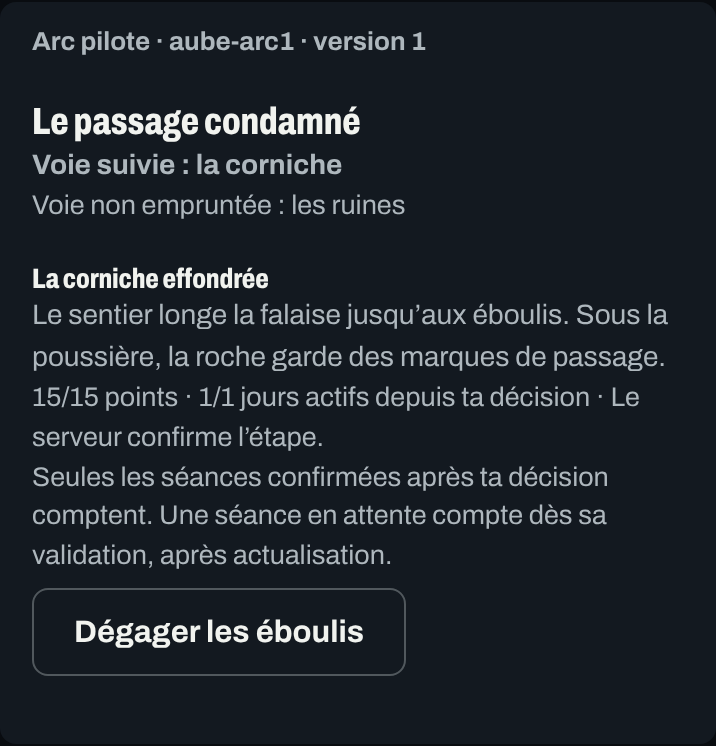 Arc pilote · aube-arc1 · version 1
Le passage condamné
Voie suivie : la corniche
Voie non empruntée : les ruines
La corniche effondrée
Le sentier longe la falaise jusqu’aux éboulis. Sous la
poussière, la roche garde des marques de passage.
15/15 points · 1/1 jours actifs depuis ta décision · Le
serveur confirme l’étape.
Seules les séances confirmées après ta décision
comptent. Une séance en attente compte dès sa
validation, après actualisation.
Dégager les éboulis